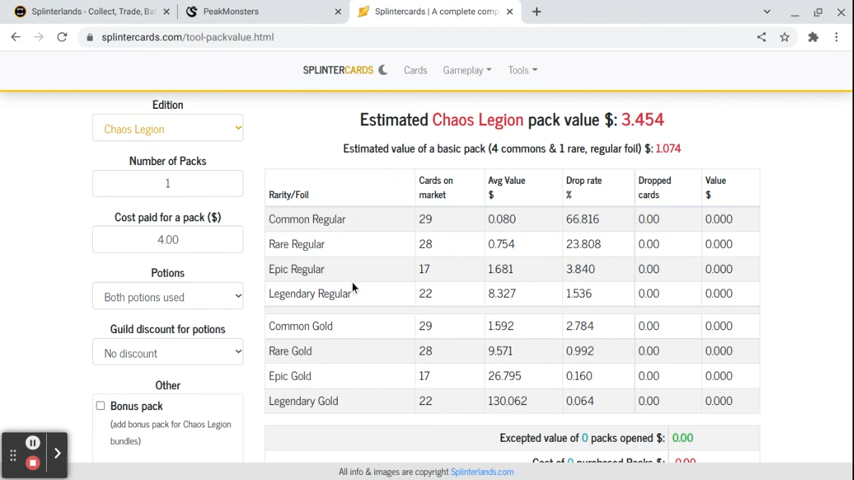 Splinterlands - Collect, Trade, Ba
PeakMonsters
Splintercards | A complete comp
splintercards.com/tool-packvalue.html
SPLINTERCARDS Cards Gameplay Tools
Edition
Chaos Legion
Number of Packs
1
Cost paid for a pack ($)
4.00
Potions
Both potions used
Guild discount for potions
No discount
Other
Bonus pack
(add bonus pack for Chaos Legion
bundles)
Estimated Chaos Legion pack value $: 3.454
Estimated value of a basic pack (4 commons & 1 rare, regular foil) $: 1.074
Rarity/Foil Cards on market Avg Value $ Drop rate % Dropped cards Value $
Common Regular 29 0.080 66.816 0.00 0.000
Rare Regular 28 0.754 23.808 0.00 0.000
Epic Regular 17 1.681 3.840 0.00 0.000
Legendary Regular 22 8.327 1.536 0.00 0.000
Common Gold 29 1.592 2.784 0.00 0.000
Rare Gold 28 9.571 0.992 0.00 0.000
Epic Gold 17 26.795 0.160 0.00 0.000
Legendary Gold 22 130.062 0.064 0.00 0.000
Excepted value of 0 packs opened $: 0.00
Cost of 0 purchased Packs $: 0.00
All info & images are copyright Splinterlands.com